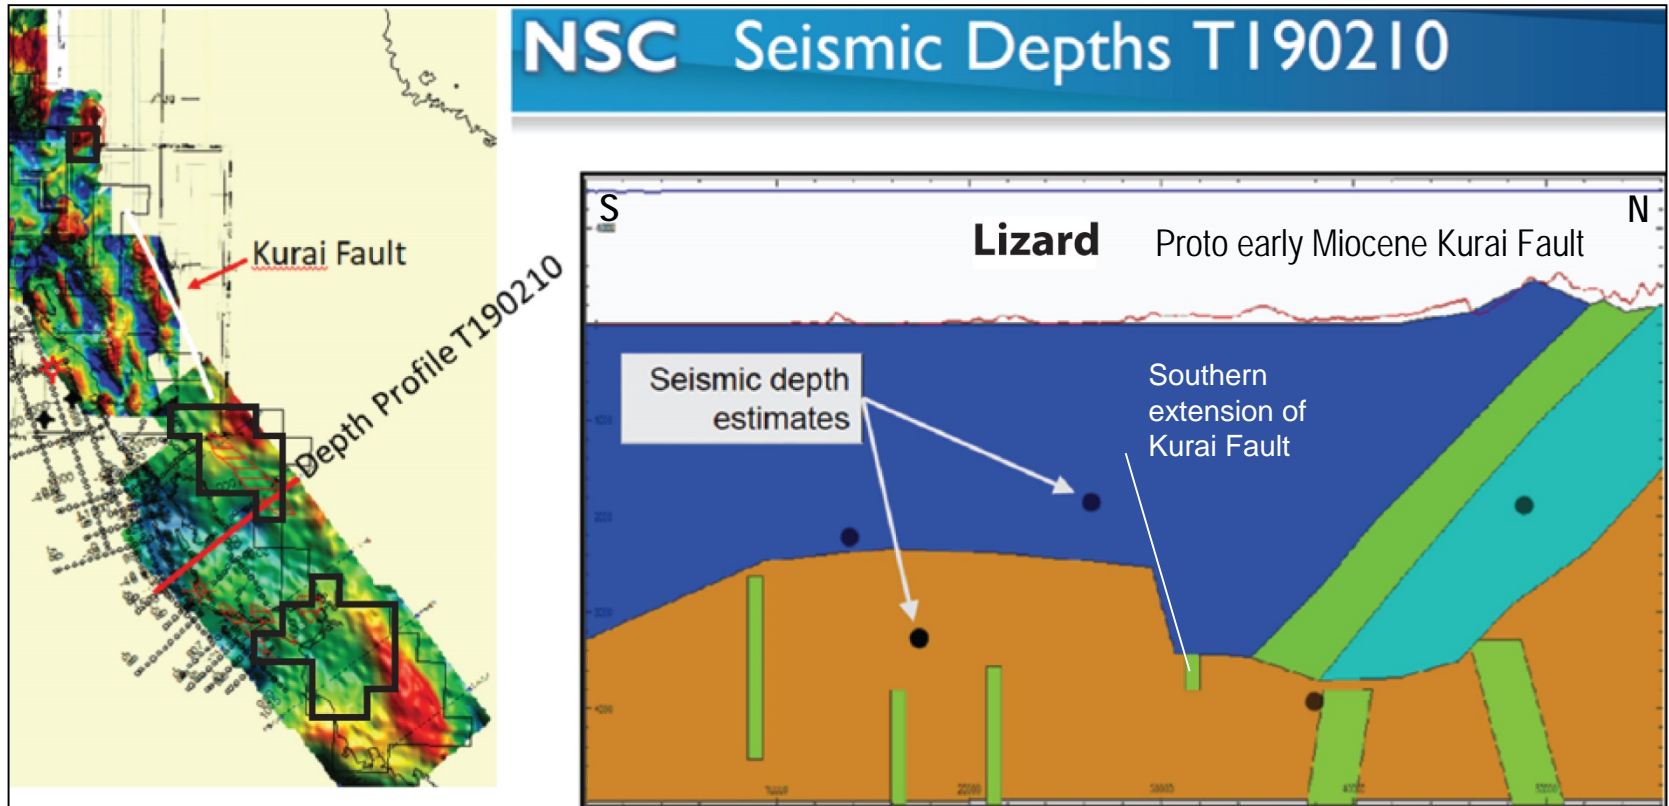 NSC Seismic Depths T190210
Kurai Fault
Depth Profile T190210
S
N
Lizard
Proto early Miocene Kurai Fault
Seismic depth
estimates
Southern
extension of
Kurai Fault